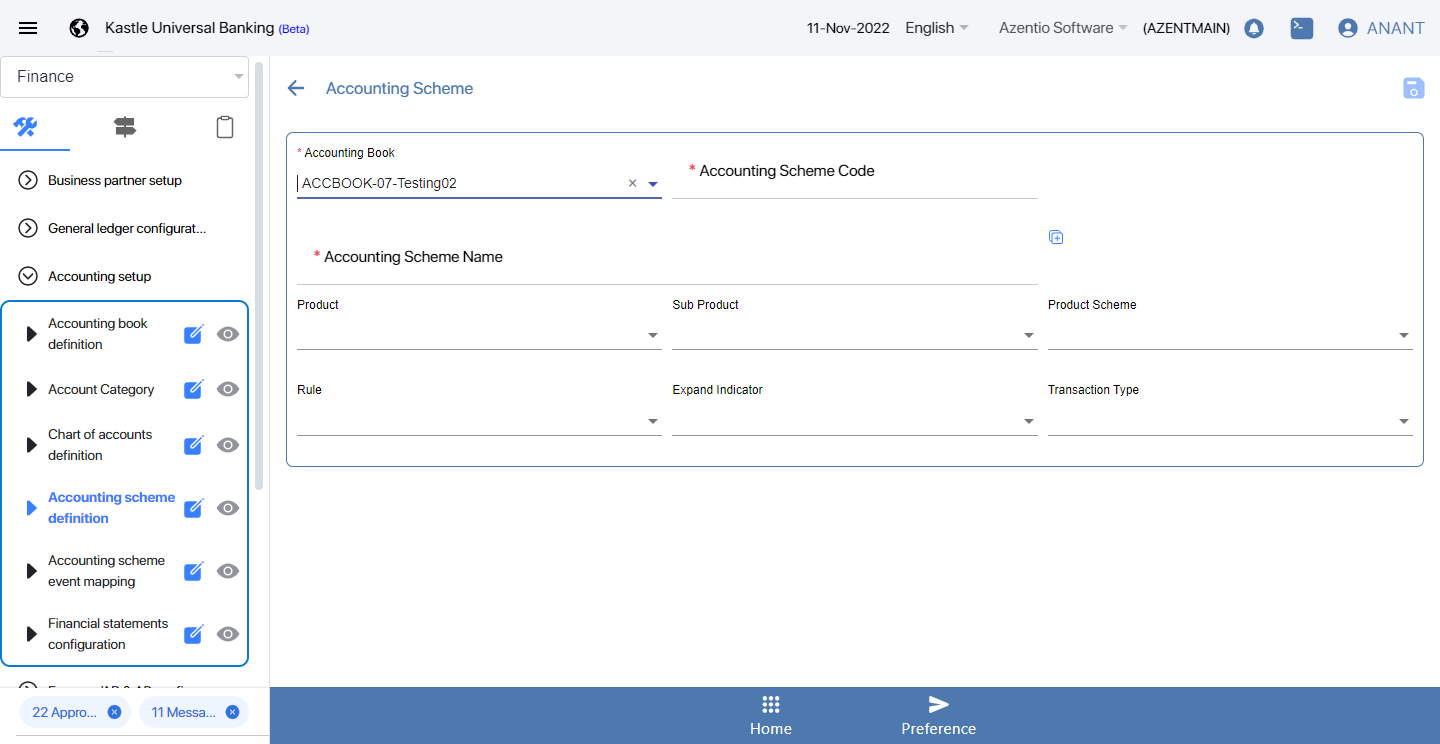 Kastle Universal Banking (Beta)
11-Nov-2022 English Azentio Software (AZENTMAIN) ANANT
Finance
Business partner setup
General ledger configurat...
Accounting setup
Accounting book
definition
Account Category
Chart of accounts
definition
Accounting scheme
definition
Accounting scheme
event mapping
Financial statements
configuration
22 Appro...
11 Messa...
Accounting Scheme
* Accounting Book
ACCBOOK-07-Testing02
* Accounting Scheme Code
* Accounting Scheme Name
Product
Sub Product
Product Scheme
Rule
Expand Indicator
Transaction Type
Home
Preference